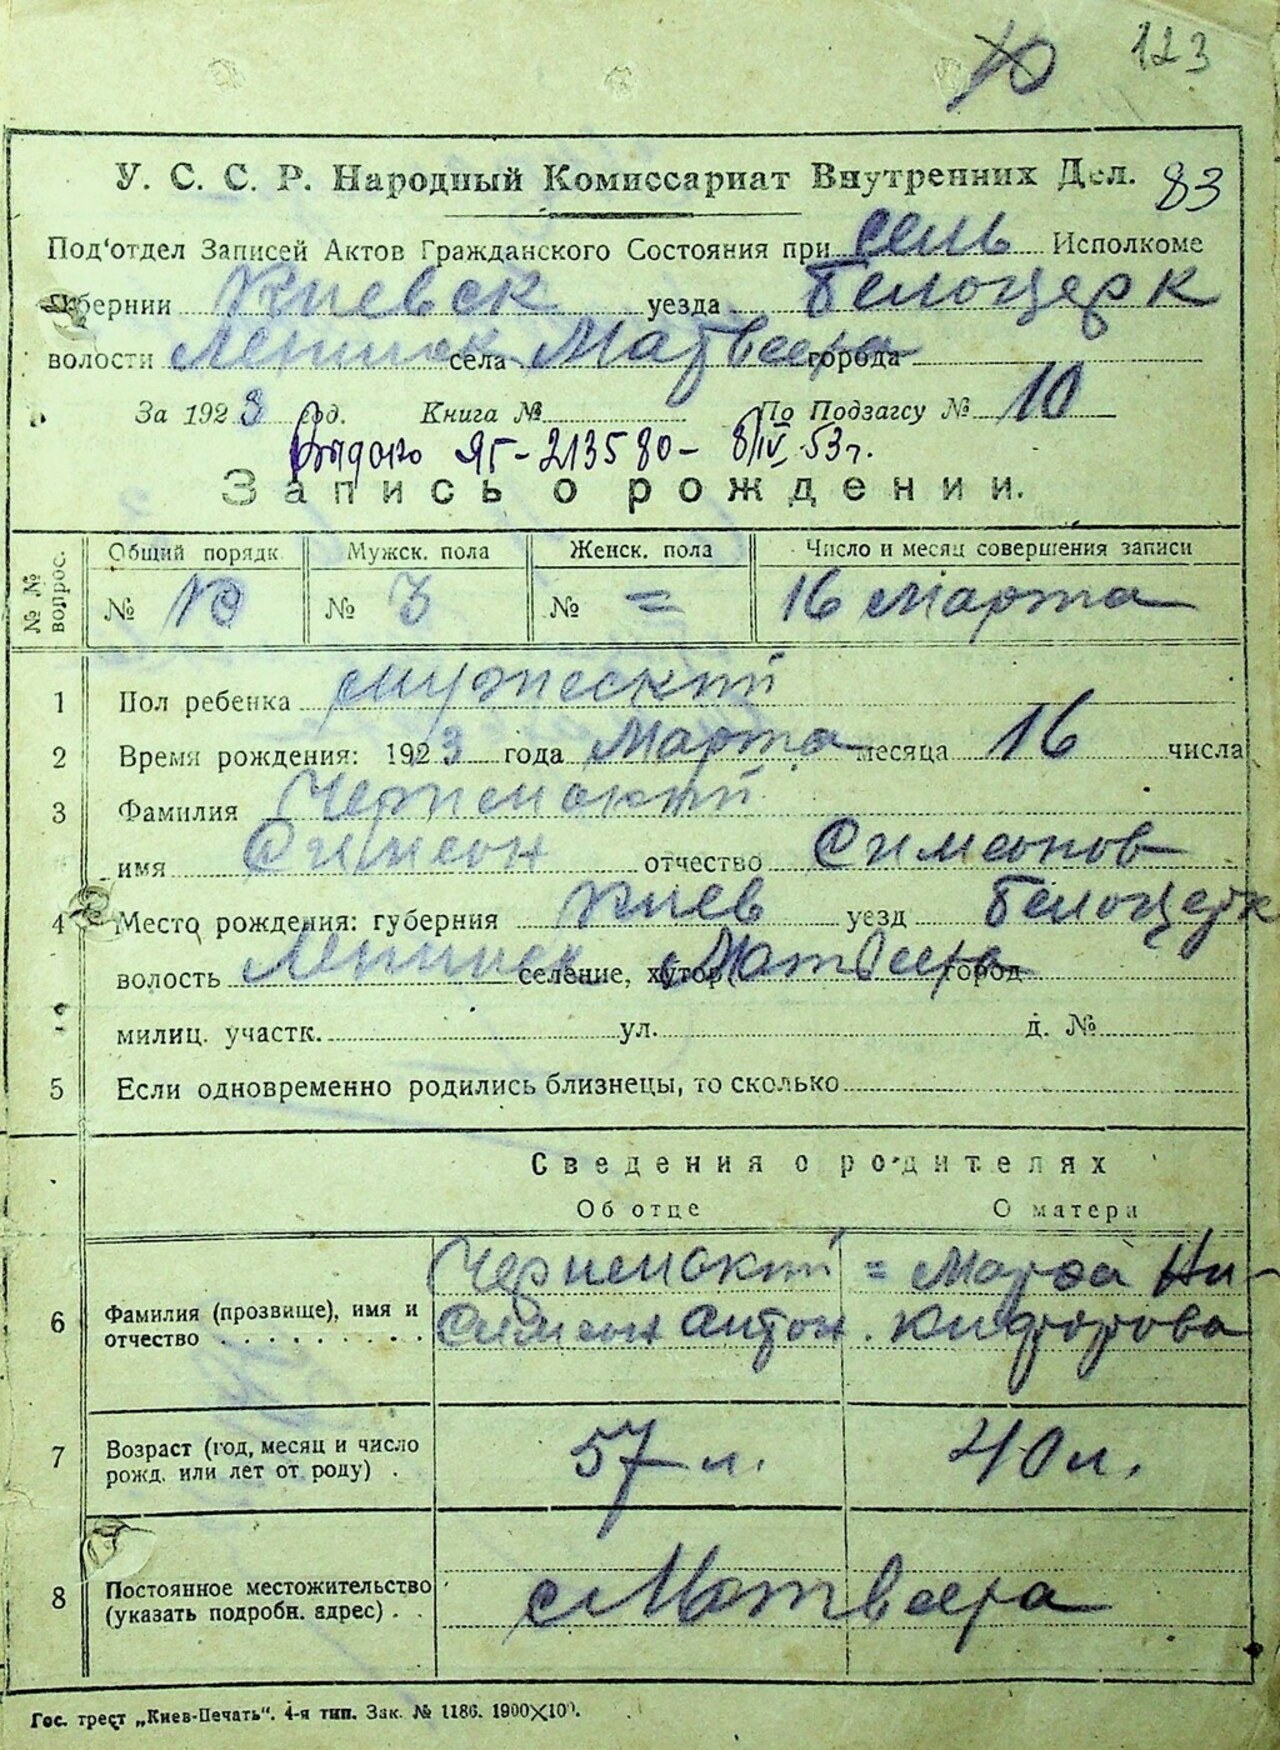 10 123
У. С. С. Р. Народный Комиссариат Внутренних Дел. 83
Под'отдел Записей Актов Гражданского Состояния при сель Исполкоме
губернии Киевск уезда Белоцерк
волости Ленинск села Матвеера города
За 1923 год. Книга № По Подзагсу № 10
Выдано ЯГ-213580- 8/IV 53г.
Запись о рождении.
№ № вопрос. Общий порядк Мужск. пола Женск. пола Число и месяц совершения записи
№ 10 № 3 № = 16 Марта
1 Пол ребенка мужеский
2 Время рождения: 1923 года Марта месяца 16 числа
3 Фамилия
имя Симеон отчество Симеонов
4 Место рождения: губерния Киев уезд Белоцерк
волость Ленинск селение, хутор Матвеера город
милиц. участк. ул. д. №
5 Если одновременно родились близнецы, то сколько
Сведения о родителях
Об отце О матери
6 Фамилия (прозвище), имя и отчество
Симеон Антон. = Марфа Ни-
кифорова
7 Возраст (год, месяц и число рожд. или лет от роду) . 57 л. 40 л.
8 Постоянное местожительство (указать подробн. адрес) . . с Матвеера
Гос. трест „Киев-Печать". 4-я тип. Зак. № 1186. 1900X100.